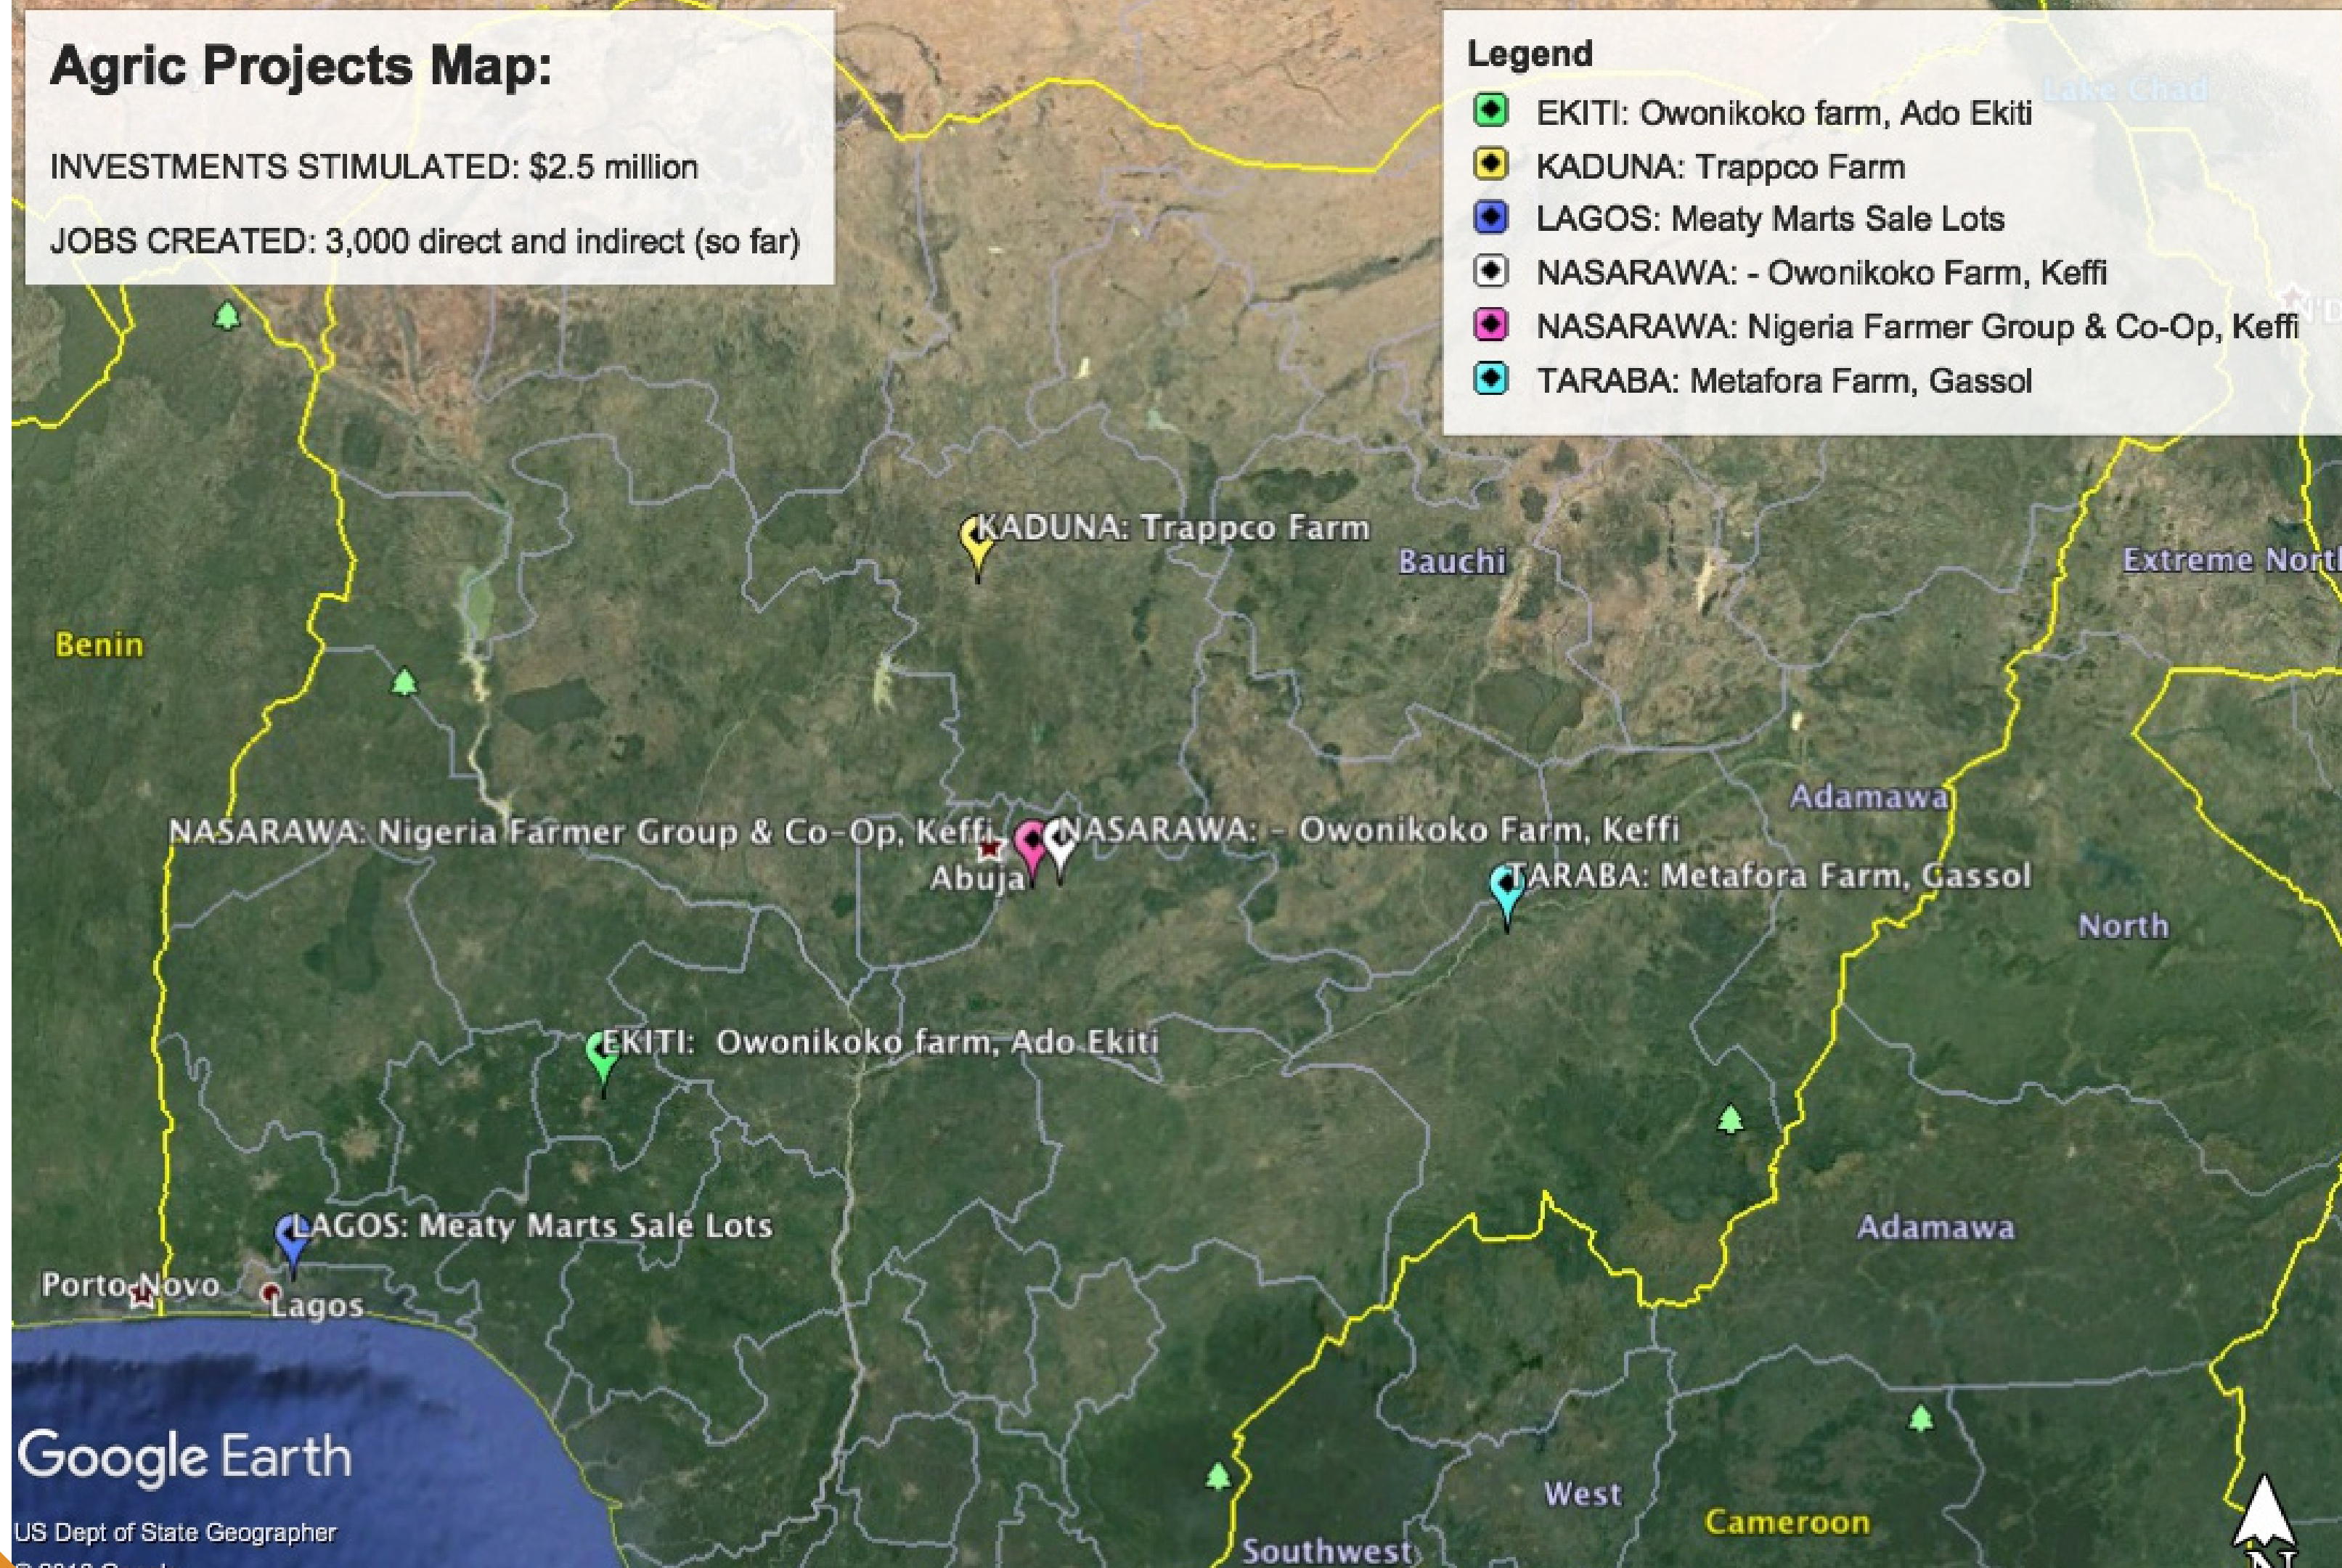 Agric Projects Map:
INVESTMENTS STIMULATED: $2.5 million
JOBS CREATED: 3,000 direct and indirect (so far)
Legend
EKITI: Owonikoko farm, Ado Ekiti
KADUNA: Trappco Farm
LAGOS: Meaty Marts Sale Lots
NASARAWA: - Owonikoko Farm, Keffi
NASARAWA: Nigeria Farmer Group & Co-Op, Keffi
TARABA: Metafora Farm, Gassol
Lake Chad
N'D
KADUNA: Trappco Farm
Bauchi
Extreme North
Benin
Adamawa
NASARAWA: Nigeria Farmer Group & Co-Op, Keffi
NASARAWA: - Owonikoko Farm, Keffi
Abuja
TARABA: Metafora Farm, Gassol
North
EKITI: Owonikoko farm, Ado Ekiti
LAGOS: Meaty Marts Sale Lots
Adamawa
Porto-Novo
Lagos
Google Earth
West
Cameroon
US Dept of State Geographer
Southwest
N